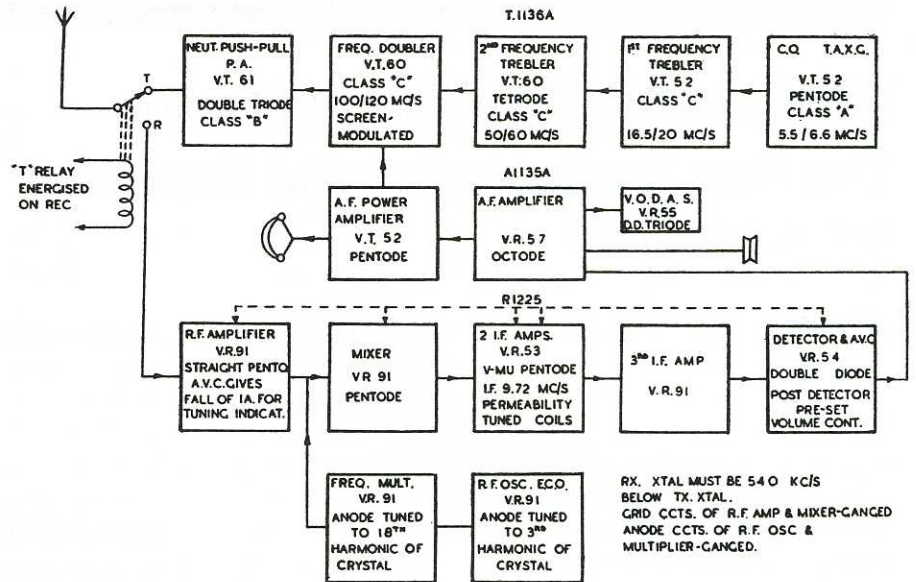 T.1136A
NEUT. PUSH-PULL
P.A.
V.T. 61
DOUBLE TRIODE
CLASS "B"
FREQ. DOUBLER
V.T. 60
CLASS "C"
100/120 MC/S
SCREEN-
MODULATED
2ND FREQUENCY
TREBLER
V.T. 60
TETRODE
CLASS "C"
50/60 MC/S
1ST FREQUENCY
TREBLER
V.T. 52
CLASS "C"
16.5/20 MC/S
C.O. T.A.X.G.
V.T. 52
PENTODE
CLASS "A"
5.5/6.6 MC/S
T
R
"T" RELAY
ENERGISED
ON REC
A1135A
A.F. POWER
AMPLIFIER
V.T. 52
PENTODE
A.F. AMPLIFIER
V.R. 57
OCTODE
V.O.D.A.S.
V.R.55
D.D.TRIODE
R1225
R.F. AMPLIFIER
V.R.91
STRAIGHT PENTO
A.V.C. GIVES
FALL OF IA. FOR
TUNING INDICAT.
MIXER
VR 91
PENTODE
2 I.F. AMPS.
V.R.53
V-MU PENTODE
I.F. 9.72 MC/S
PERMEABILITY
TUNED COILS
3RD I.F. AMP
V.R.91
DETECTOR & A.V.C
V.R. 54
DOUBLE DIODE
POST DETECTOR
PRE-SET
VOLUME CONT.
FREQ. MULT.
V.R. 91
ANODE TUNED
TO 18TH
HARMONIC OF
CRYSTAL
R.F. OSC. E.C.O.
V.R.91
ANODE TUNED
TO 3RD
HARMONIC OF
CRYSTAL
RX. XTAL MUST BE 540 KC/S
BELOW TX. XTAL.
GRID CCTS. OF R.F. AMP & MIXER-GANGED
ANODE CCTS. OF R.F. OSC &
MULTIPLIER-GANGED.